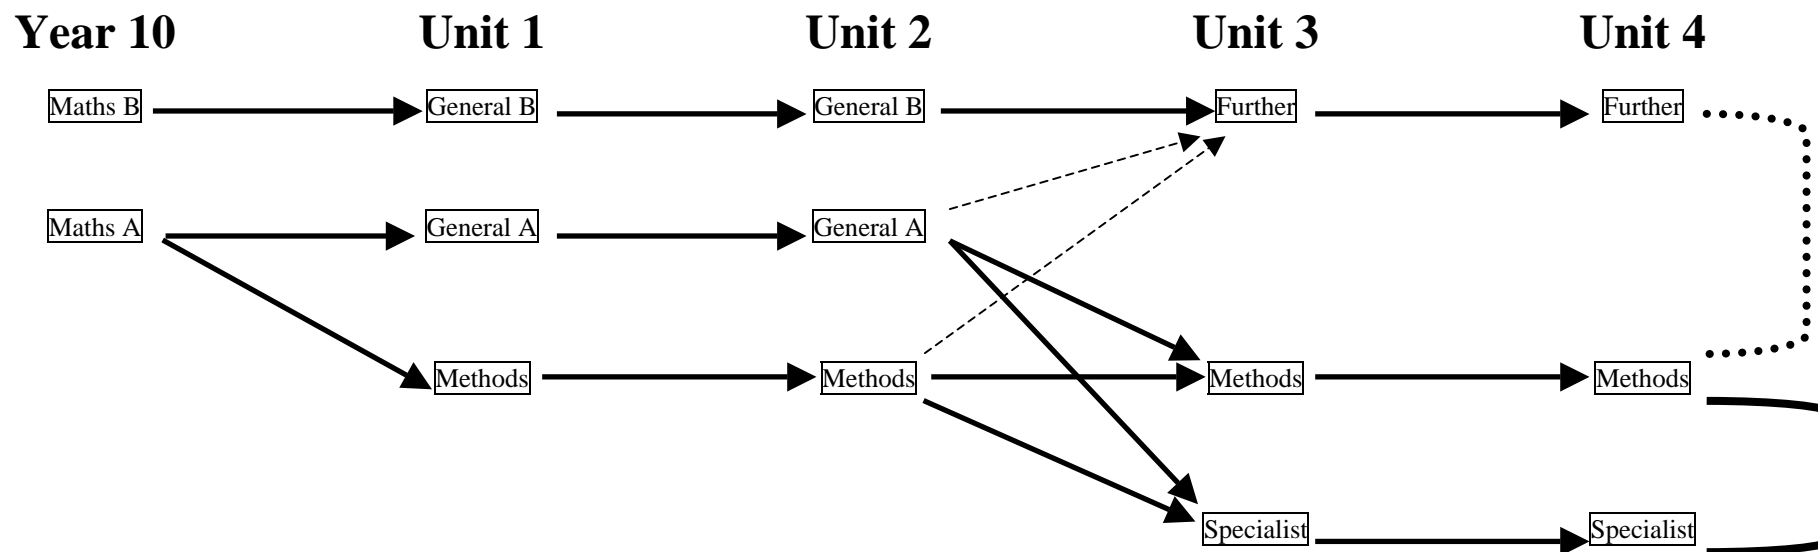 Year 10 Unit 1 Unit 2 Unit 3 Unit 4
Maths B General B General B Further Further
Maths A General A General A
Methods Methods Methods Methods
Specialist Specialist